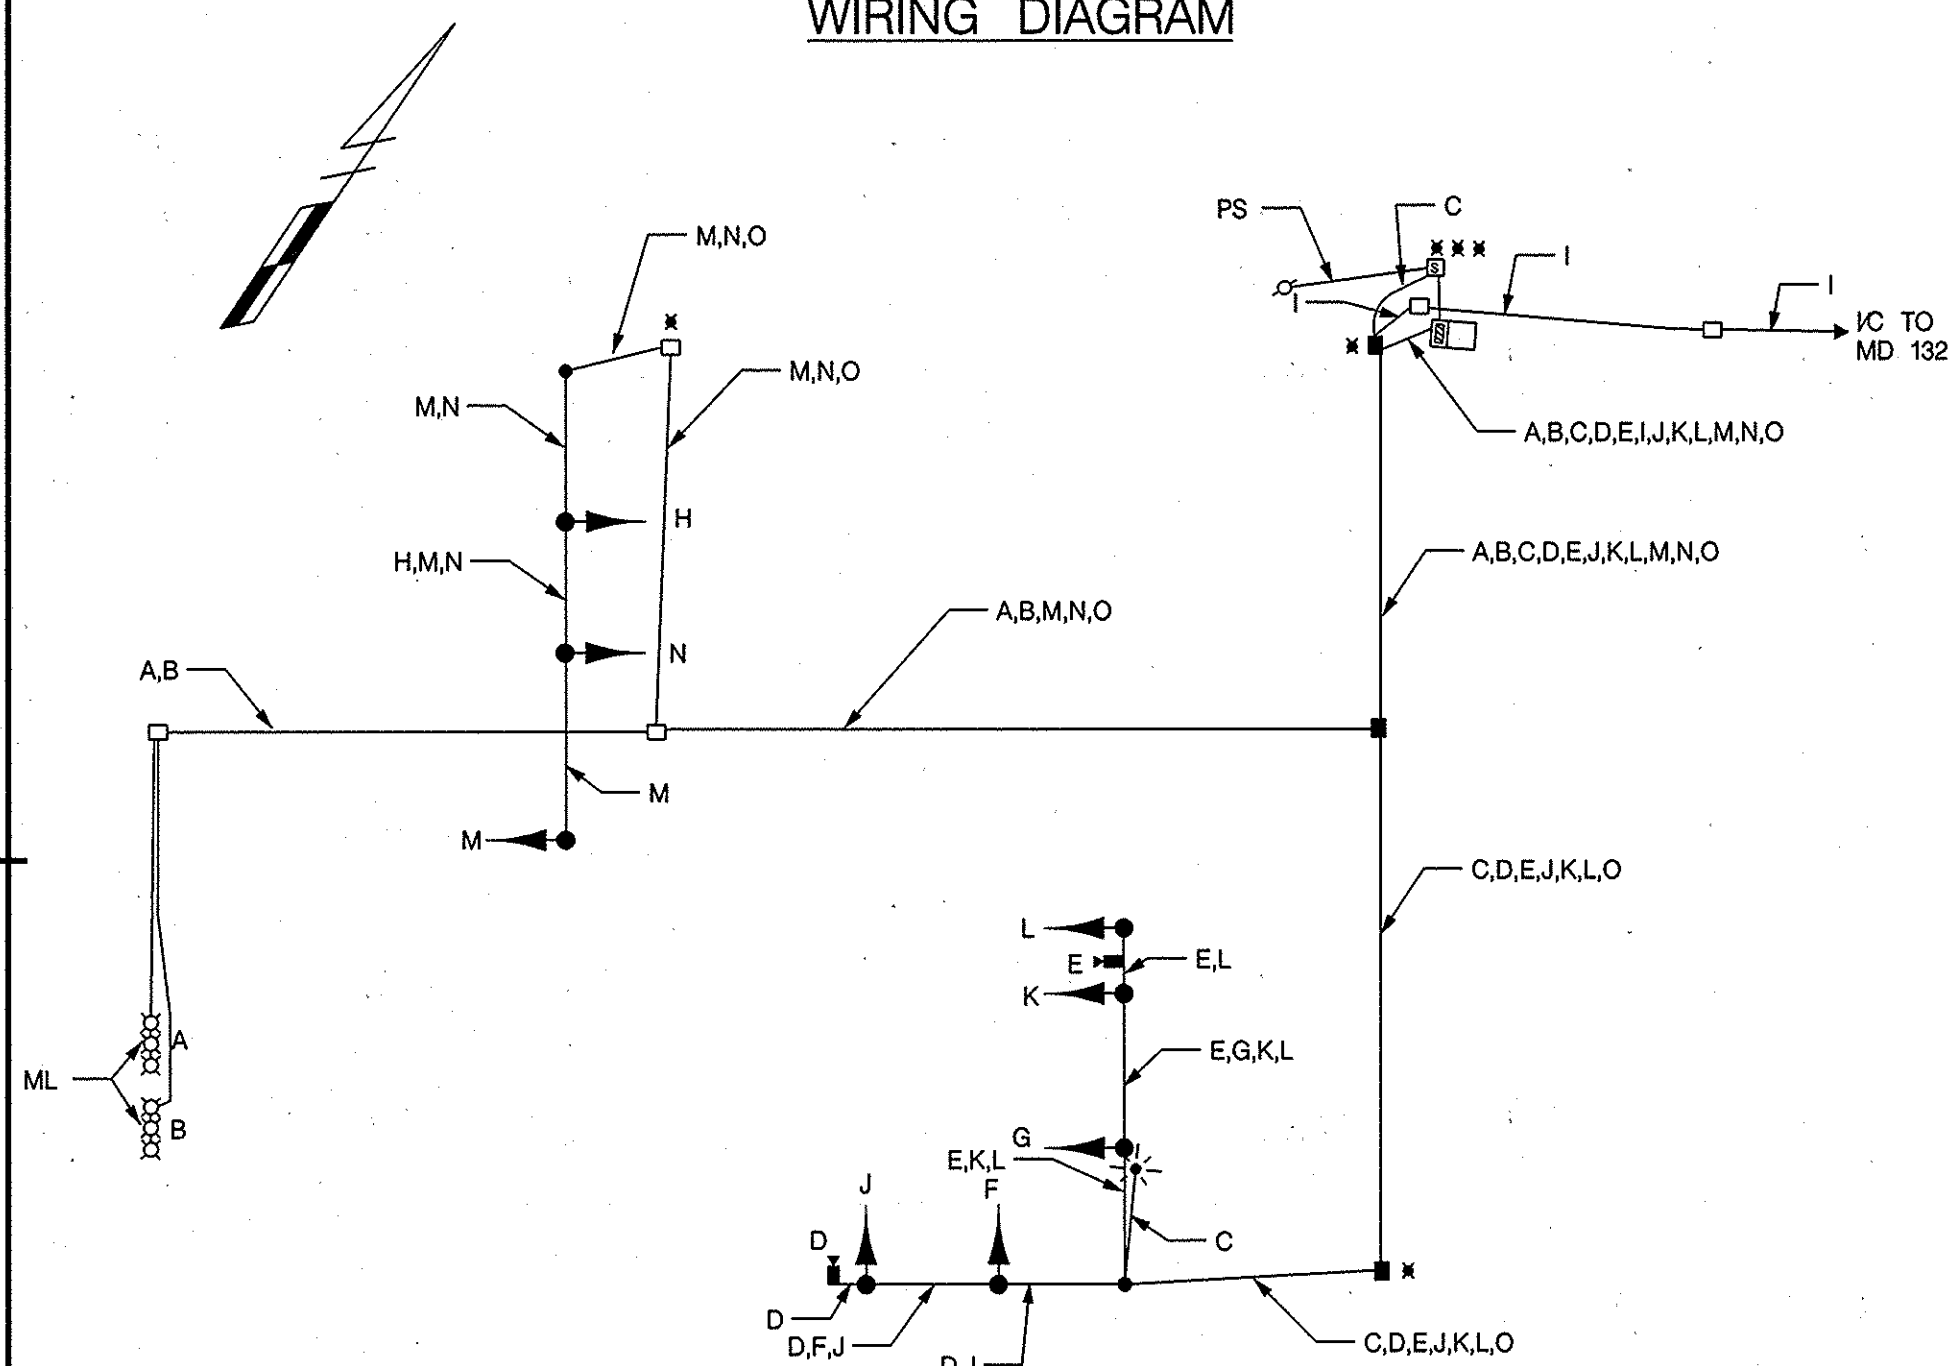 WIRING DIAGRAM
PS
C
S
I
I
I
I/C TO
MD 132
M,N,O
M,N,O
M,N
A,B,C,D,E,I,J,K,L,M,N,O
H
H,M,N
A,B,C,D,E,J,K,L,M,N,O
A,B,M,N,O
N
A,B
M
M
C,D,E,J,K,L,O
L
E
E,L
K
A
E,G,K,L
ML
B
G
E,K,L
J
F
D
C
D
D,F,J
C,D,E,J,K,L,O